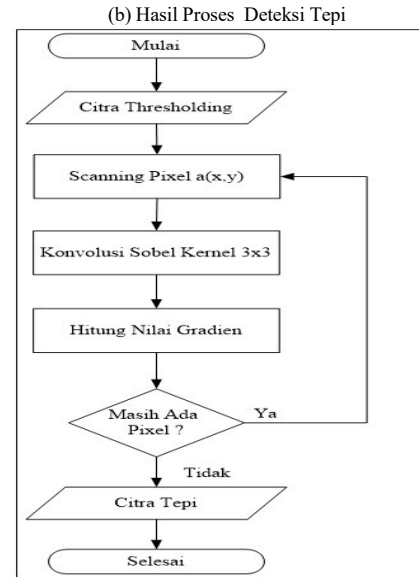 (b) Hasil Proses Deteksi Tepi
Mulai
Citra Thresholding
Scanning Pixel a(x,y)
Konvolusi Sobel Kernel 3x3
Hitung Nilai Gradien
Masih Ada
Pixel ?
Ya
Tidak
Citra Tepi
Selesai